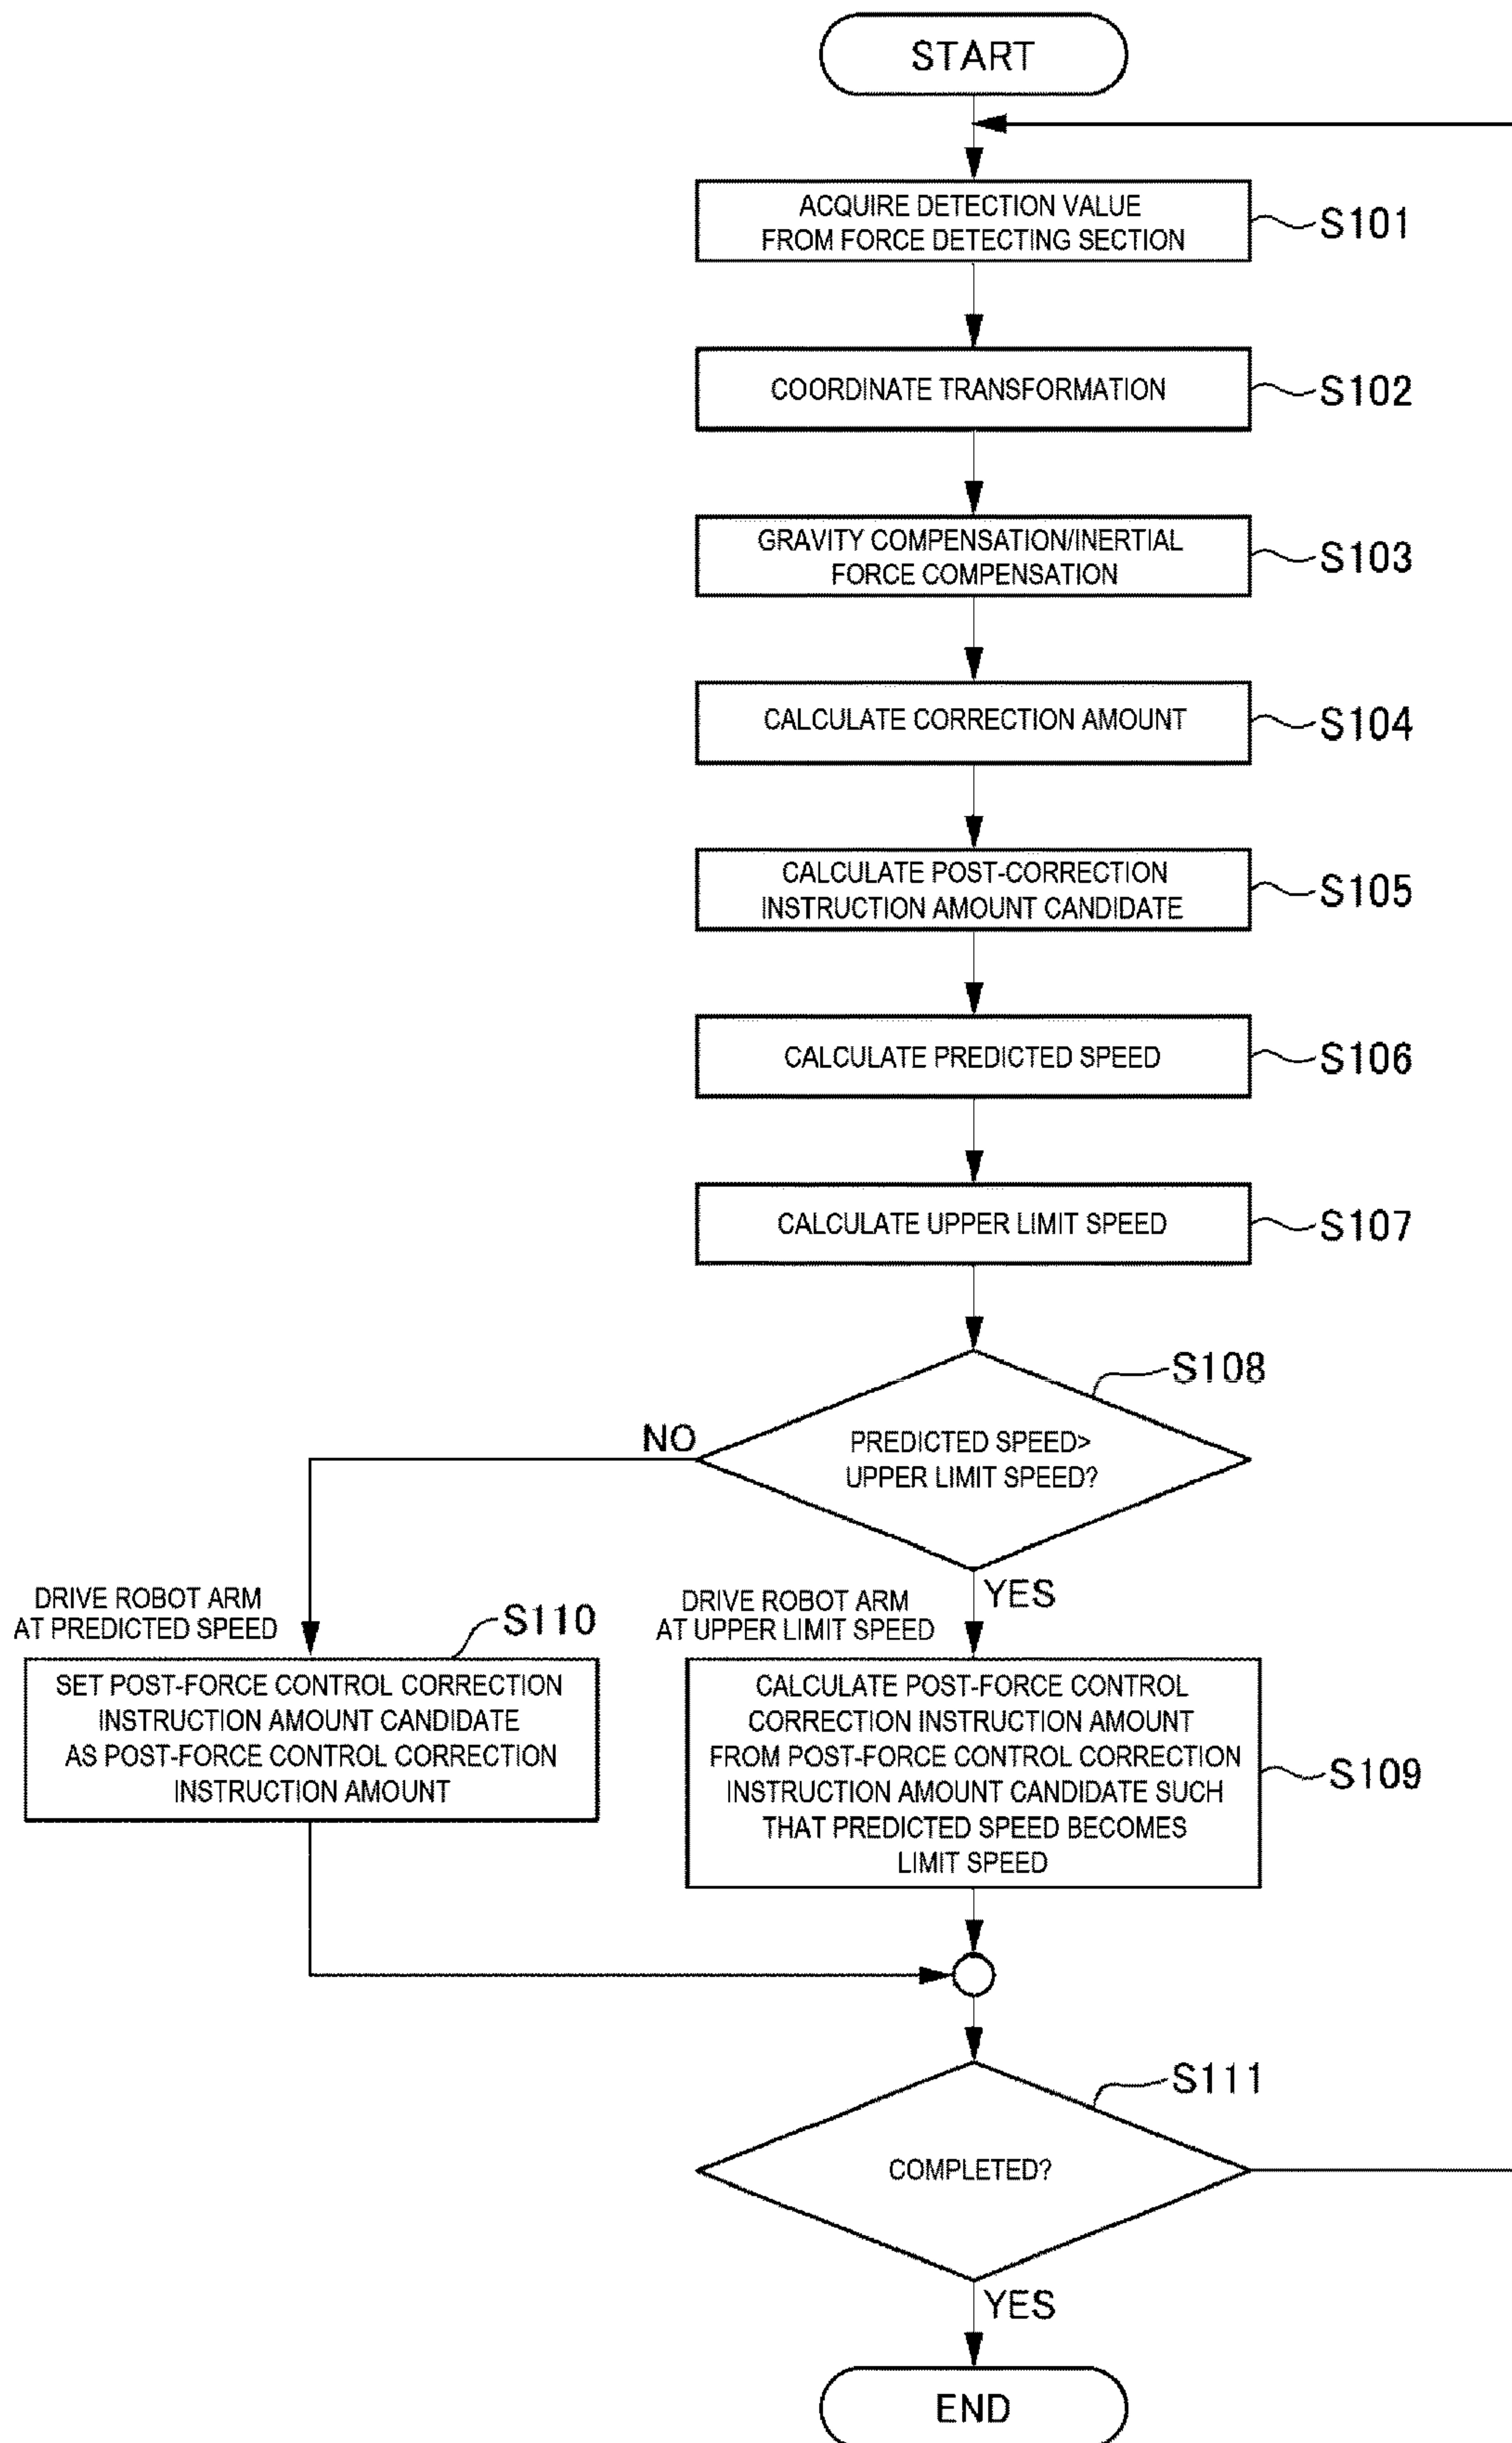 START
ACQUIRE DETECTION VALUE
FROM FORCE DETECTING SECTION
S101
COORDINATE TRANSFORMATION
S102
GRAVITY COMPENSATION/INERTIAL
FORCE COMPENSATION
S103
CALCULATE CORRECTION AMOUNT
S104
CALCULATE POST-CORRECTION
INSTRUCTION AMOUNT CANDIDATE
S105
CALCULATE PREDICTED SPEED
S106
CALCULATE UPPER LIMIT SPEED
S107
S108
PREDICTED SPEED>
UPPER LIMIT SPEED?
NO
YES
DRIVE ROBOT ARM
AT PREDICTED SPEED
S110
SET POST-FORCE CONTROL CORRECTION
INSTRUCTION AMOUNT CANDIDATE
AS POST-FORCE CONTROL CORRECTION
INSTRUCTION AMOUNT
DRIVE ROBOT ARM
AT UPPER LIMIT SPEED
CALCULATE POST-FORCE CONTROL
CORRECTION INSTRUCTION AMOUNT
FROM POST-FORCE CONTROL CORRECTION
INSTRUCTION AMOUNT CANDIDATE SUCH
THAT PREDICTED SPEED BECOMES
LIMIT SPEED
S109
S111
COMPLETED?
YES
END